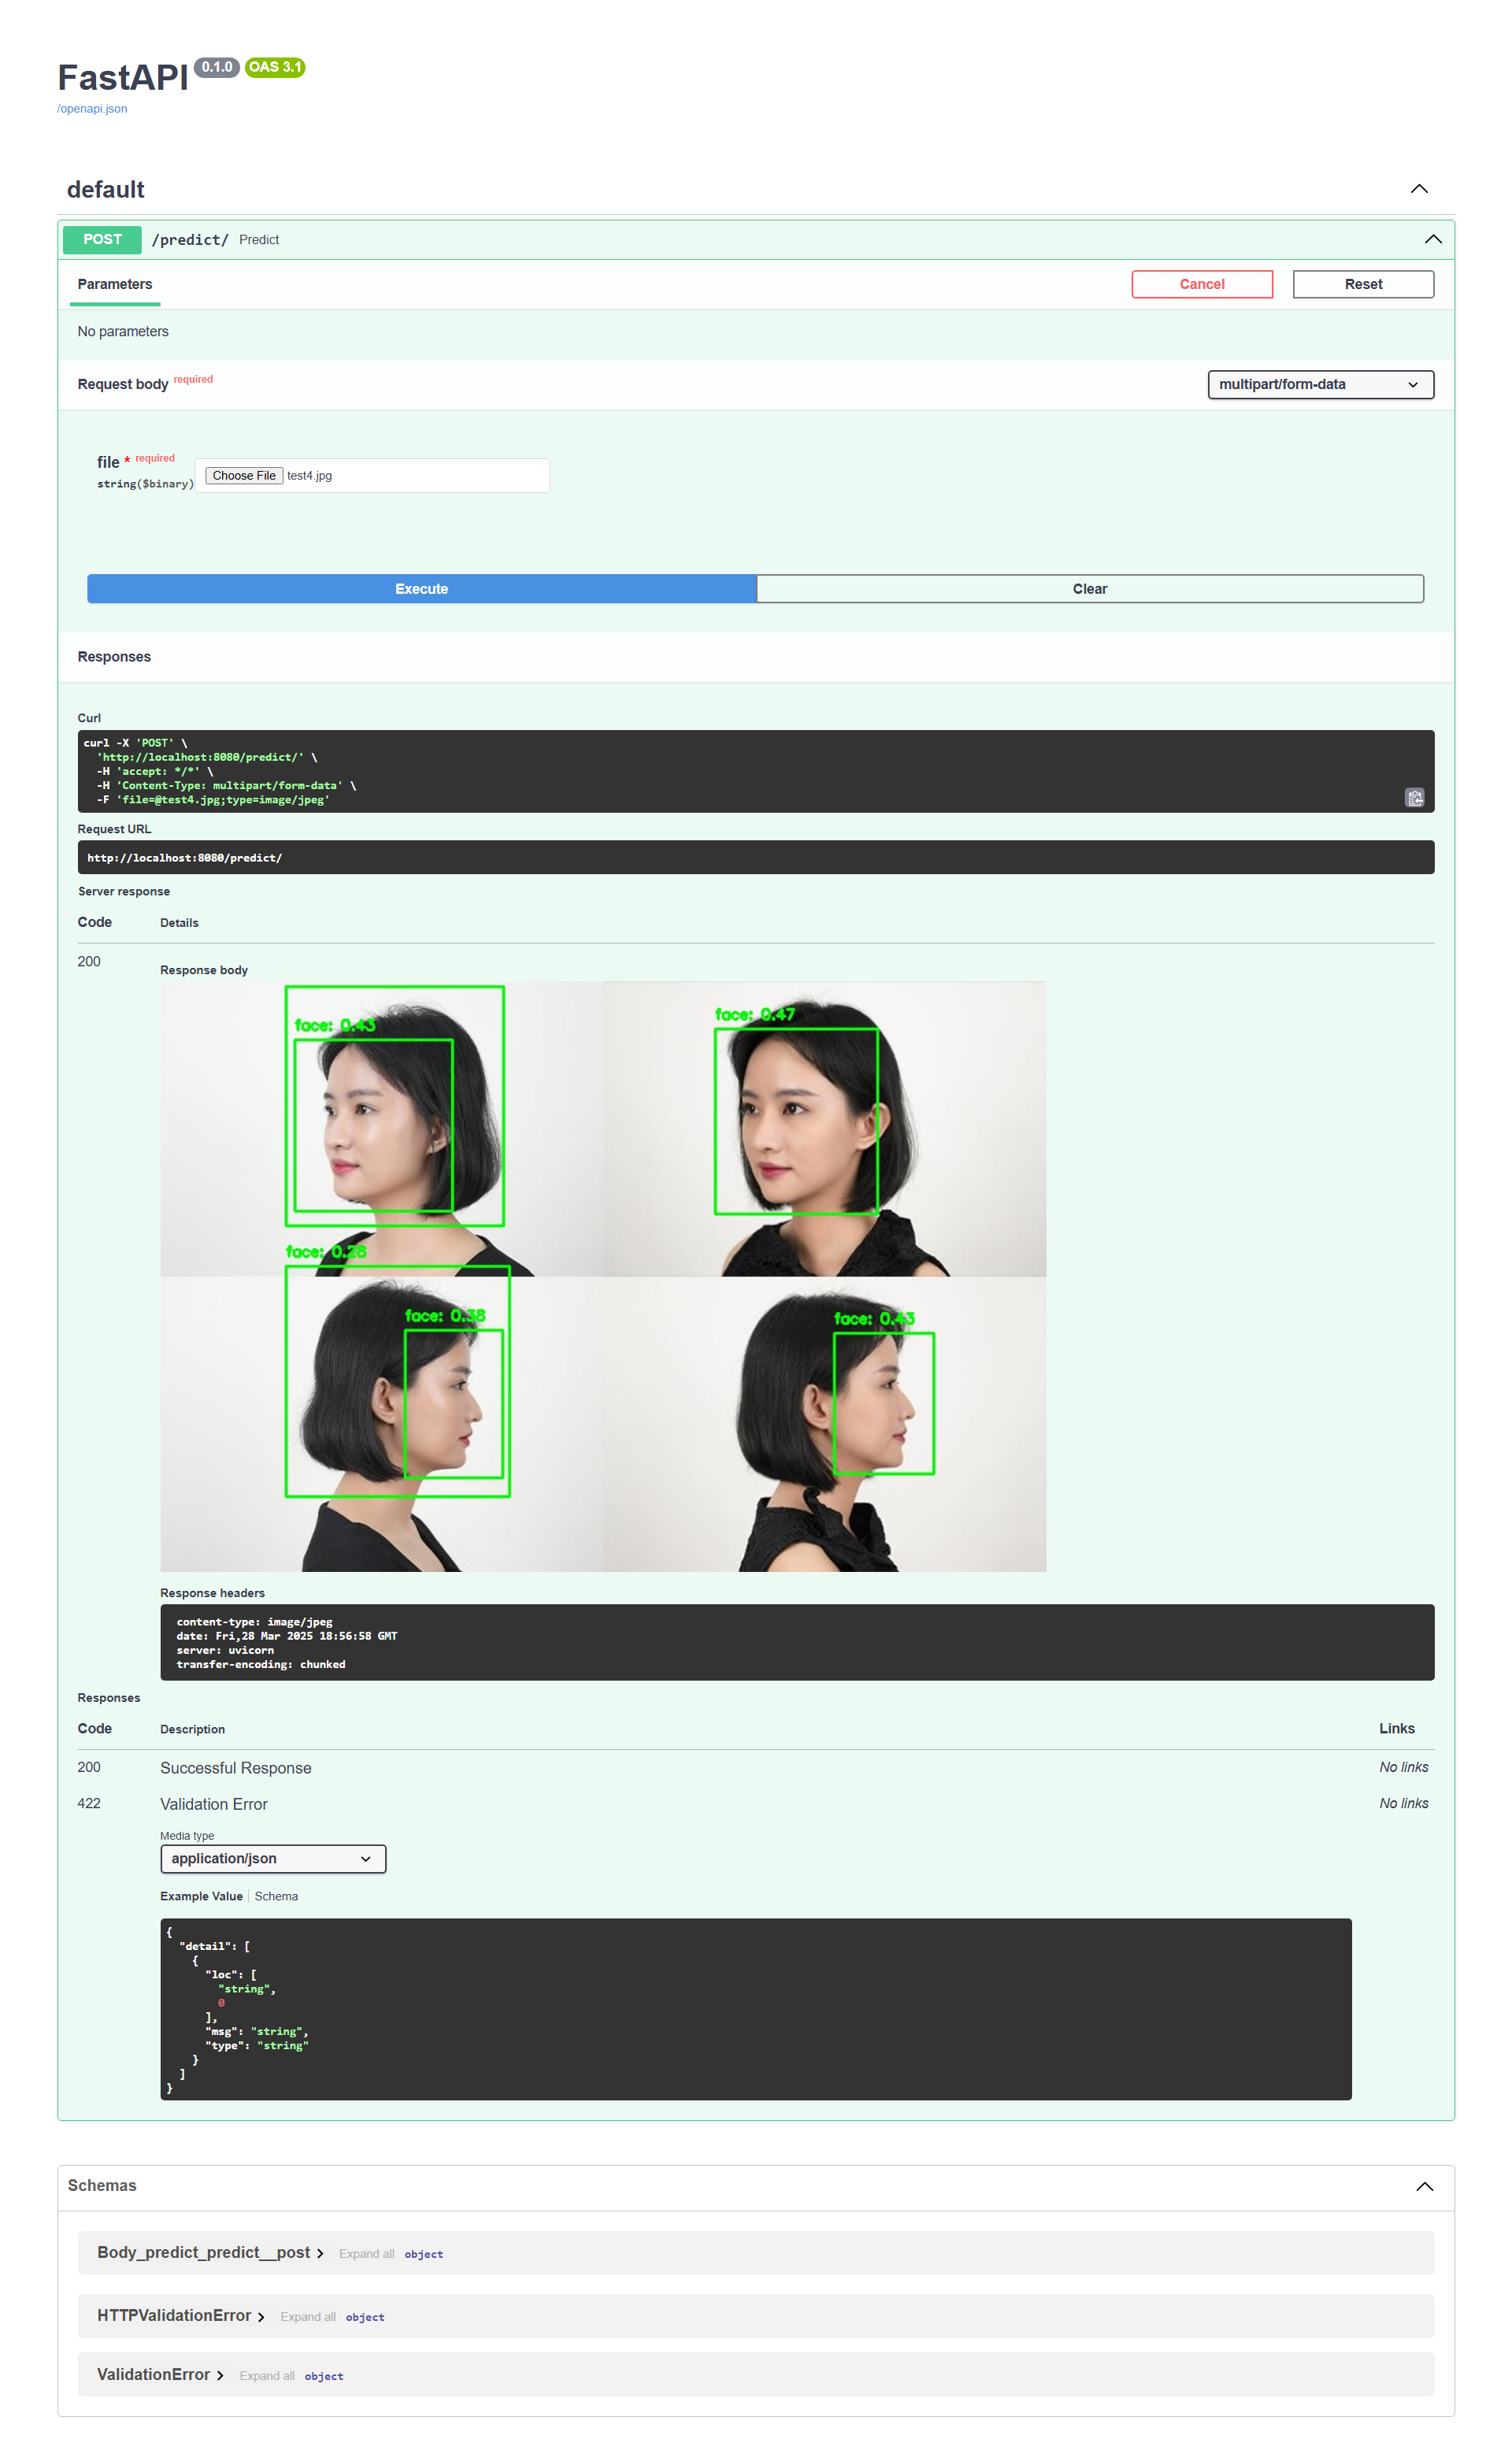 FastAPI 0.1.0 OAS 3.1
/openapi.json
default
POST /predict/ Predict
Parameters
Cancel
Reset
No parameters
Request body required
multipart/form-data
file * required
string($binary)
Choose File test4.jpg
Execute
Clear
Responses
Curl
curl -X 'POST' \
'http://localhost:8080/predict/' \
-H 'accept: */*' \
-H 'Content-Type: multipart/form-data' \
-F 'file=@test4.jpg;type=image/jpeg'
Request URL
http://localhost:8080/predict/
Server response
Code Details
200
Response body
face: 0.43
face: 0.47
face: 0.28
face: 0.38
face: 0.43
Response headers
content-type: image/jpeg
date: Fri,28 Mar 2025 18:56:58 GMT
server: uvicorn
transfer-encoding: chunked
Responses
Code Description Links
200 Successful Response No links
422 Validation Error No links
Media type
application/json
Example Value Schema
{
"detail": [
{
"loc": [
"string",
0
],
"msg": "string",
"type": "string"
}
]
}
Schemas
Body_predict_predict__post Expand all object
HTTPValidationError Expand all object
ValidationError Expand all object